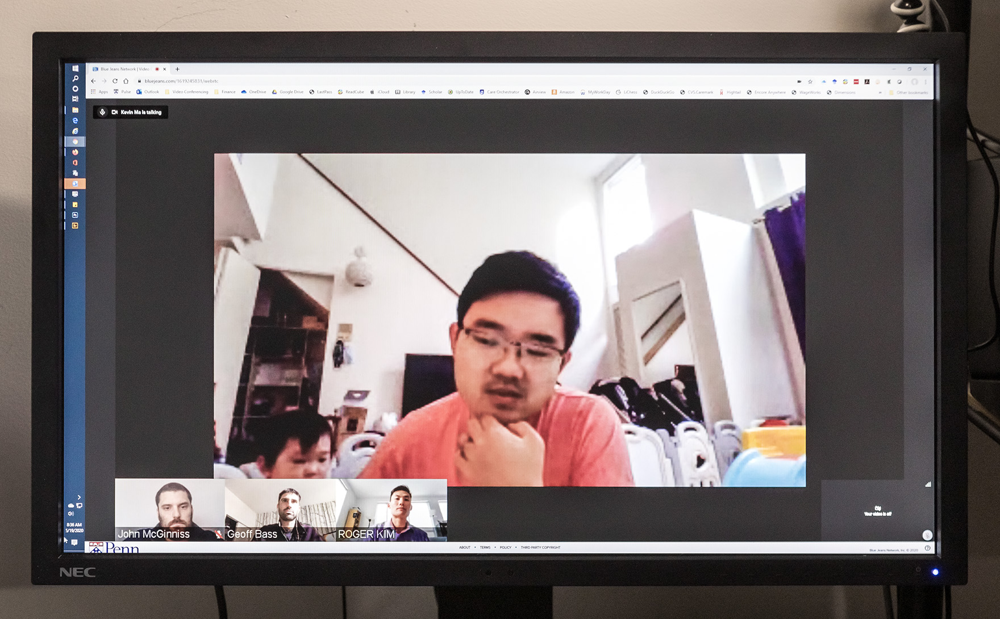 Blue Jeans Network | Video
bluejeans.com/1619245831/webrtc
Apps Pulse Outlook Video Conferencing Finance OneDrive Google Drive LastPass ReadCube iCloud Library Scholar UpToDate Care Orchestrator Airview Amazon MyWorkDay LiChess DuckDuckGo CVS Caremark Hightail Encore Anywhere WageWorks Dimensions » Other bookmarks
Kevin Ma is talking
Ps
Br
8:36 AM
5/19/2020
Your video is off
John McGinniss
Geoff Bass
ROGER KIM
Penn
ABOUT • TERMS • POLICY • THIRD PARTY COPYRIGHT
Blue Jeans Network, Inc. © 2020
NEC